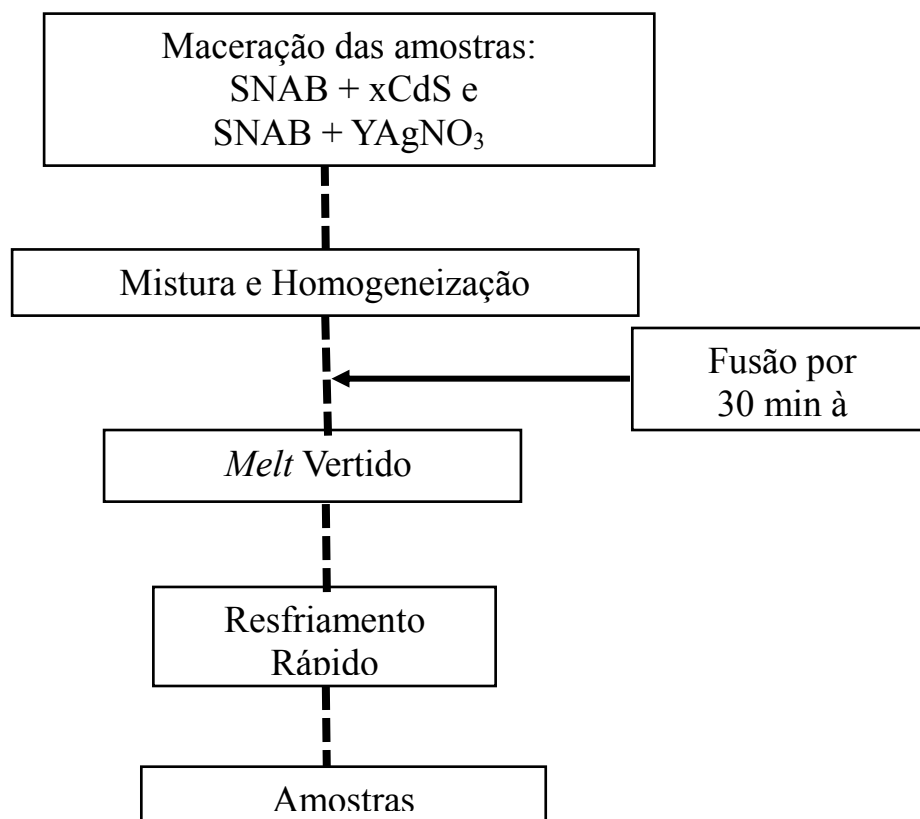 Maceração das amostras:
SNAB + xCdS e
SNAB + YAgNO₃
Mistura e Homogeneização
Fusão por
30 min à
Melt Vertido
Resfriamento
Rápido
Amostras